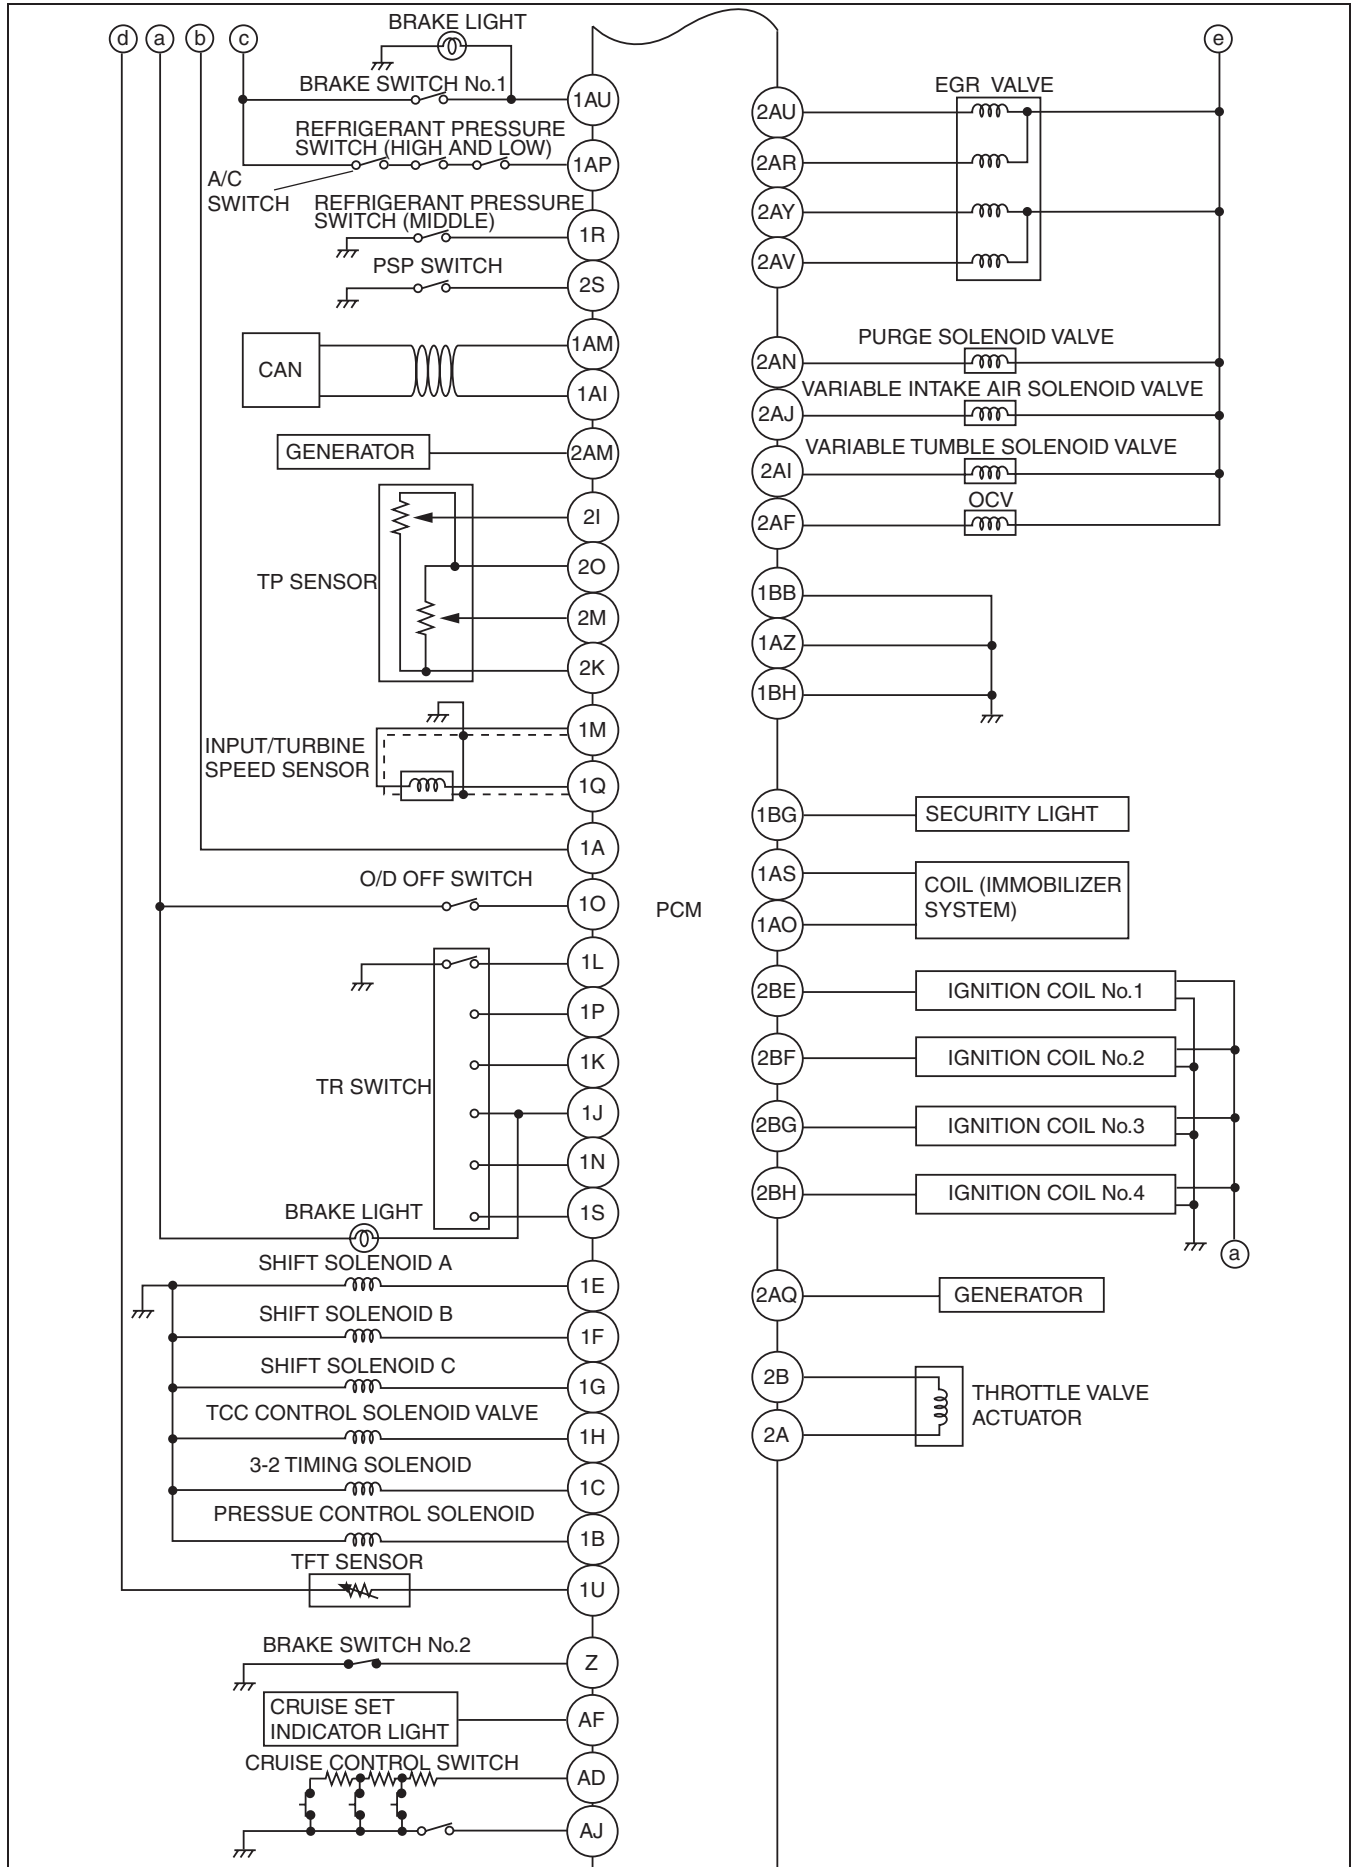 d
a
b
c
BRAKE LIGHT
BRAKE SWITCH No.1
1AU
REFRIGERANT PRESSURE
SWITCH (HIGH AND LOW)
1AP
A/C
SWITCH
REFRIGERANT PRESSURE
SWITCH (MIDDLE)
1R
PSP SWITCH
2S
CAN
1AM
1AI
GENERATOR
2AM
TP SENSOR
2I
2O
2M
2K
INPUT/TURBINE
SPEED SENSOR
1M
1Q
1A
O/D OFF SWITCH
1O
PCM
TR SWITCH
1L
1P
1K
1J
1N
1S
BRAKE LIGHT
SHIFT SOLENOID A
1E
SHIFT SOLENOID B
1F
SHIFT SOLENOID C
1G
TCC CONTROL SOLENOID VALVE
1H
3-2 TIMING SOLENOID
1C
PRESSUE CONTROL SOLENOID
1B
TFT SENSOR
1U
BRAKE SWITCH No.2
Z
CRUISE SET
INDICATOR LIGHT
AF
CRUISE CONTROL SWITCH
AD
AJ
e
EGR VALVE
2AU
2AR
2AY
2AV
PURGE SOLENOID VALVE
2AN
VARIABLE INTAKE AIR SOLENOID VALVE
2AJ
VARIABLE TUMBLE SOLENOID VALVE
2AI
OCV
2AF
1BB
1AZ
1BH
1BG
SECURITY LIGHT
1AS
1AO
COIL (IMMOBILIZER
SYSTEM)
2BE
IGNITION COIL No.1
2BF
IGNITION COIL No.2
2BG
IGNITION COIL No.3
2BH
IGNITION COIL No.4
a
2AQ
GENERATOR
2B
2A
THROTTLE VALVE
ACTUATOR